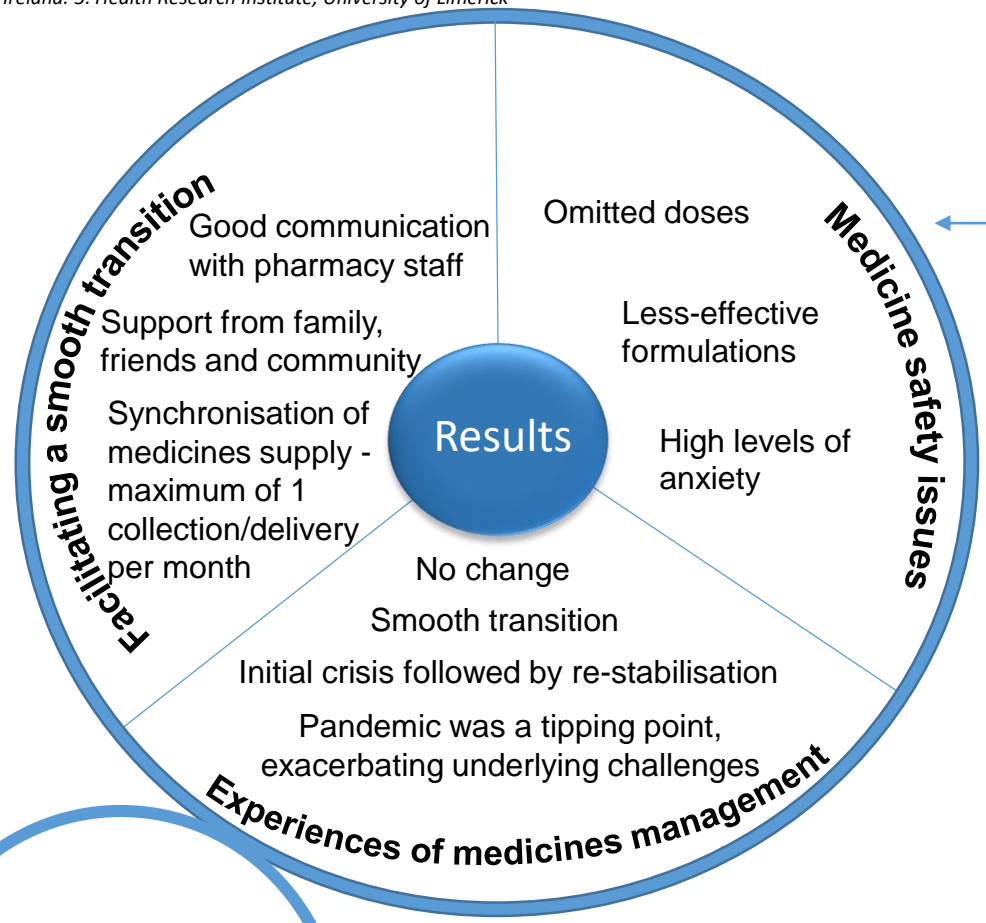 Ireland. 3. Health Research Institute, University of Limerick
Facilitating a smooth transition
Good communication
with pharmacy staff
Support from family,
friends and community
Synchronisation of
medicines supply -
maximum of 1
collection/delivery
per month
Medicine safety issues
Omitted doses
Less-effective
formulations
High levels of
anxiety
Results
No change
Smooth transition
Initial crisis followed by re-stabilisation
Pandemic was a tipping point,
exacerbating underlying challenges
Experiences of medicines management